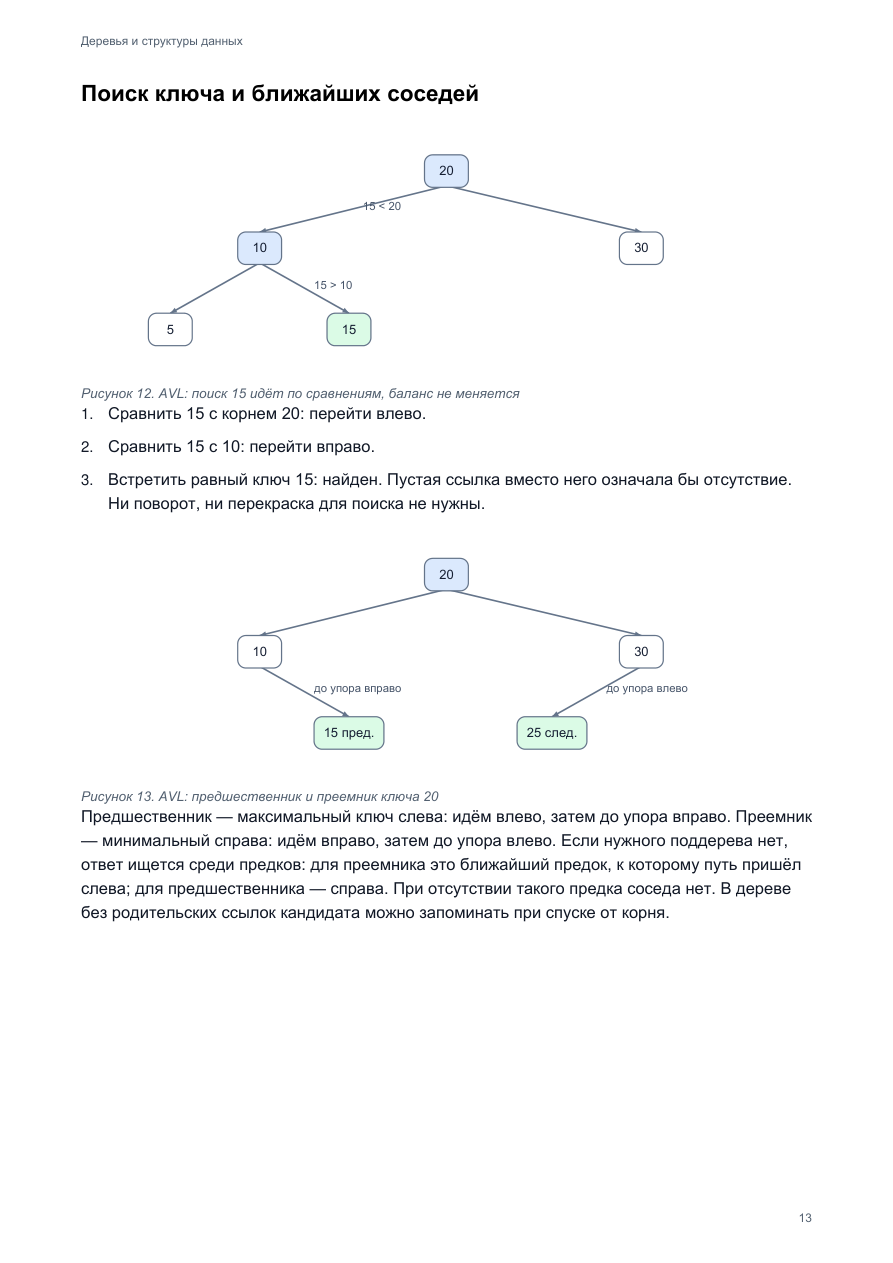 Деревья и структуры данных
Поиск ключа и ближайших соседей
20
15 < 20
10
30
15 > 10
5
15
Рисунок 12. AVL: поиск 15 идёт по сравнениям, баланс не меняется
1. Сравнить 15 с корнем 20: перейти влево.
2. Сравнить 15 с 10: перейти вправо.
3. Встретить равный ключ 15: найден. Пустая ссылка вместо него означала бы отсутствие.
Ни поворот, ни перекраска для поиска не нужны.
20
10
30
до упора вправо
до упора влево
15 пред.
25 след.
Рисунок 13. AVL: предшественник и преемник ключа 20
Предшественник — максимальный ключ слева: идём влево, затем до упора вправо. Преемник
— минимальный справа: идём вправо, затем до упора влево. Если нужного поддерева нет,
ответ ищется среди предков: для преемника это ближайший предок, к которому путь пришёл
слева; для предшественника — справа. При отсутствии такого предка соседа нет. В дереве
без родительских ссылок кандидата можно запоминать при спуске от корня.
13